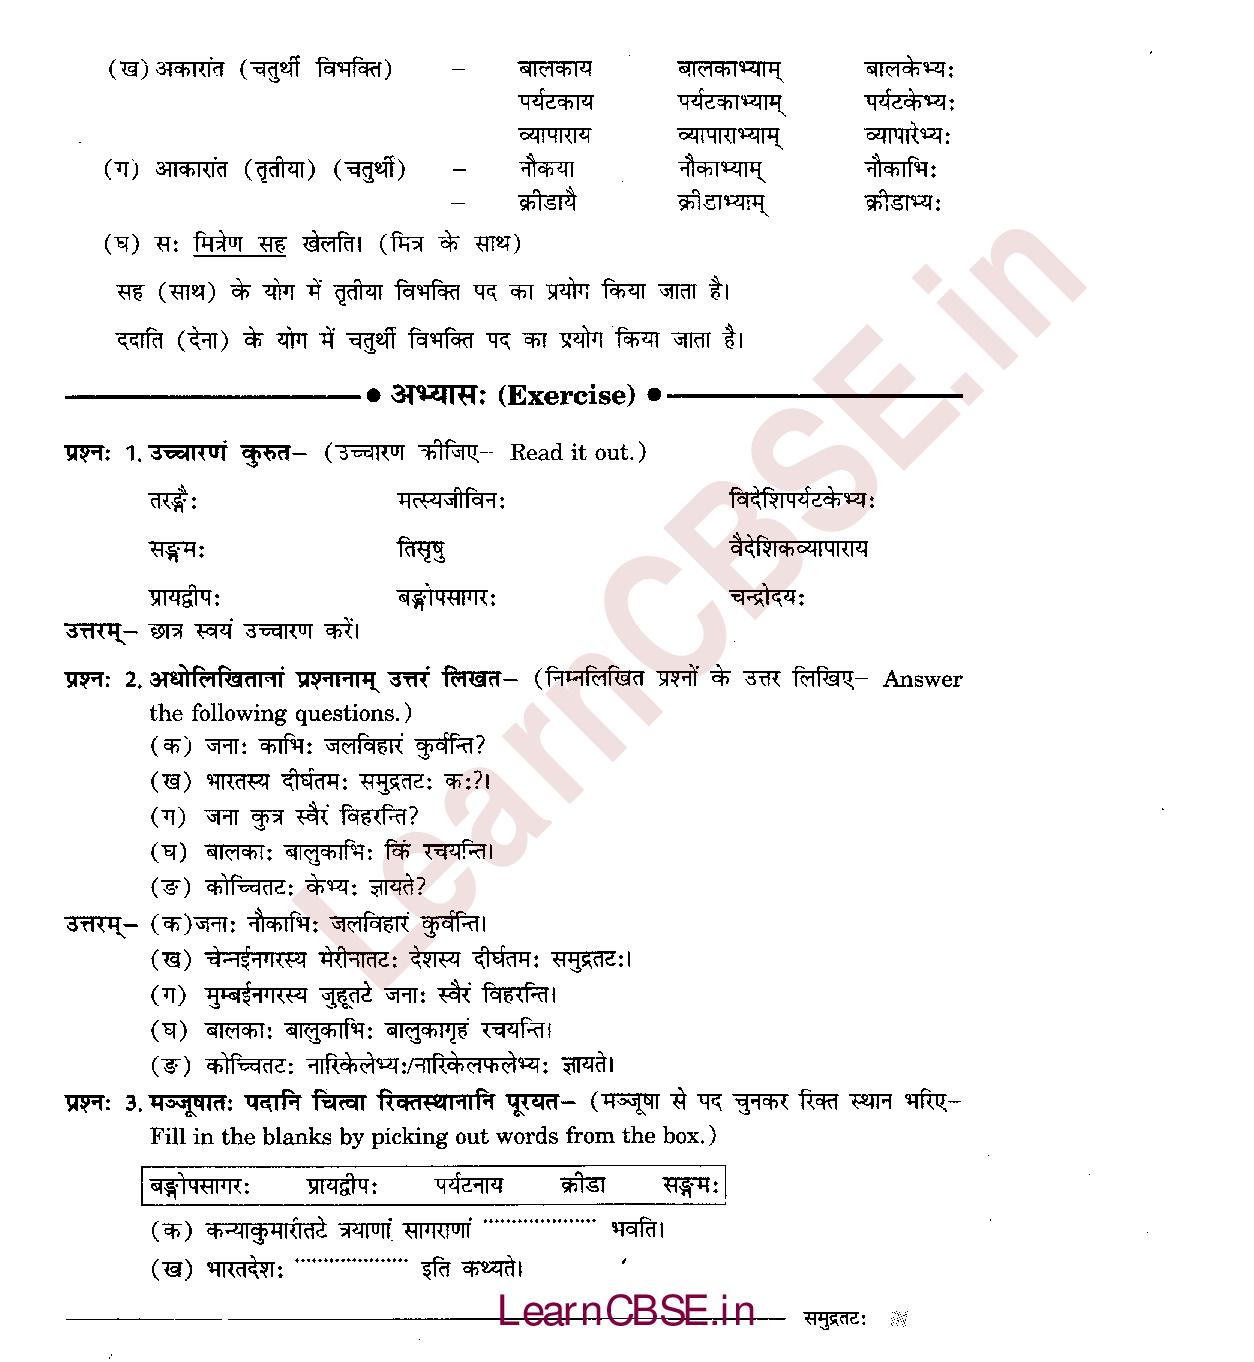 (ख) अकारांत (चतुर्थी विभक्ति) – बालकाय बालकाभ्याम् बालकेभ्यः
पर्यटकाय पर्यटकाभ्याम् पर्यटकेभ्यः
व्यापाराय व्यापाराभ्याम् व्यापारेभ्यः
(ग) आकारांत (तृतीया) (चतुर्थी) – नौकया नौकाभ्याम् नौकाभिः
– क्रीडायै क्रीडाभ्याम् क्रीडाभ्यः
(घ) सः मित्रेण सह खेलति। (मित्र के साथ)
सह (साथ) के योग में तृतीया विभक्ति पद का प्रयोग किया जाता है।
ददाति (देना) के योग में चतुर्थी विभक्ति पद का प्रयोग किया जाता है।
● अभ्यासः (Exercise) ●
प्रश्नः 1. उच्चारणं कुरुत– (उच्चारण कीजिए– Read it out.)
तरङ्गैः मत्स्यजीविनः विदेशिपर्यटकेभ्यः
सङ्गमः तिसृषु वैदेशिकव्यापाराय
प्रायद्वीपः बङ्गोपसागरः चन्द्रोदयः
उत्तरम्– छात्र स्वयं उच्चारण करें।
प्रश्नः 2. अधोलिखितानां प्रश्नानाम् उत्तरं लिखत– (निम्नलिखित प्रश्नों के उत्तर लिखिए– Answer
the following questions.)
(क) जनाः काभिः जलविहारं कुर्वन्ति?
(ख) भारतस्य दीर्घतमः समुद्रतटः कः?।
(ग) जना कुत्र स्वैरं विहरन्ति?
(घ) बालकाः बालुकाभिः किं रचयन्ति।
(ङ) कोच्चितटः केभ्यः ज्ञायते?
उत्तरम्– (क)जनाः नौकाभिः जलविहारं कुर्वन्ति।
(ख) चेन्नईनगरस्य मेरीनातटः देशस्य दीर्घतमः समुद्रतटः।
(ग) मुम्बईनगरस्य जुहूतटे जनाः स्वैरं विहरन्ति।
(घ) बालकाः बालुकाभिः बालुकागृहं रचयन्ति।
(ङ) कोच्चितटः नारिकेलेभ्यः/नारिकेलफलेभ्यः ज्ञायते।
प्रश्नः 3. मञ्जूषातः पदानि चित्वा रिक्तस्थानानि पूरयत– (मञ्जूषा से पद चुनकर रिक्त स्थान भरिए–
Fill in the blanks by picking out words from the box.)
बङ्गोपसागरः प्रायद्वीपः पर्यटनाय क्रीडा सङ्गमः
(क) कन्याकुमारीतटे त्रयाणां सागराणां .................... भवति।
(ख) भारतदेशः .................... इति कथ्यते।
LearnCBSE.in
समुद्रतटः
LearnCBSE.in